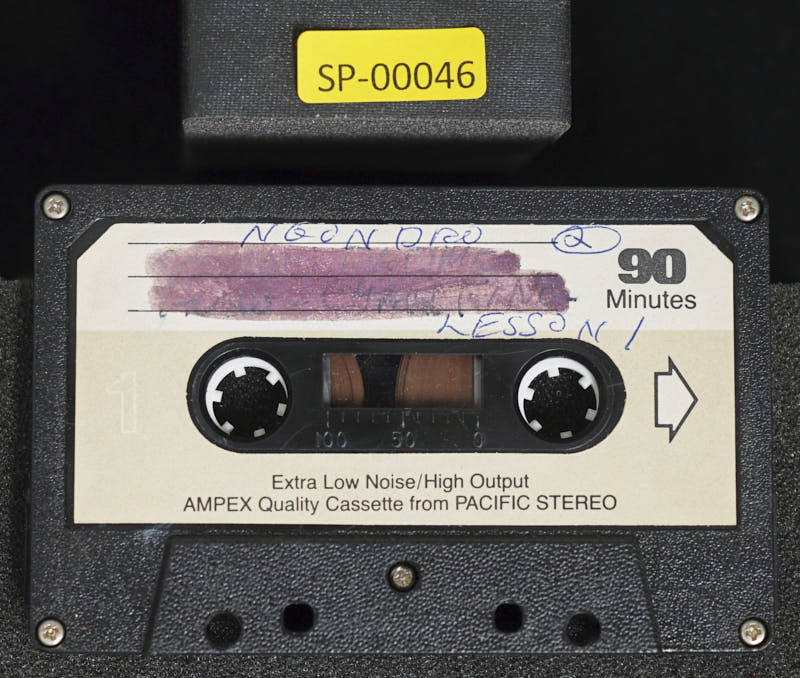 SP-00046
NGONDRO 2
90
Minutes
LESSON 1
1
100 50 0
Extra Low Noise/High Output
AMPEX Quality Cassette from PACIFIC STEREO